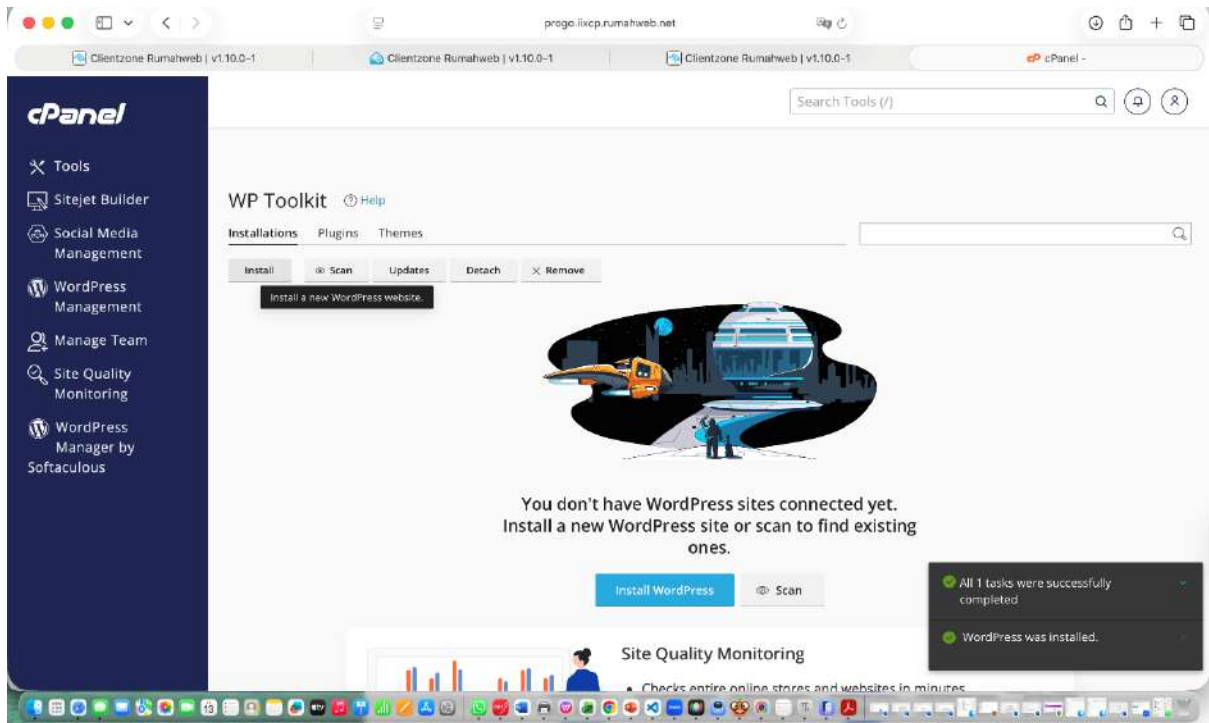 progo.iixcp.rumahweb.net
Clientzone Rumahweb | v1.10.0-1
Clientzone Rumahweb | v1.10.0-1
Clientzone Rumahweb | v1.10.0-1
cP cPanel -
cPanel
Search Tools (/)
Tools
Sitejet Builder
Social Media
Management
WordPress
Management
Manage Team
Site Quality
Monitoring
WordPress
Manager by
Softaculous
WP Toolkit
Help
Installations
Plugins
Themes
Install
Scan
Updates
Detach
Remove
Install a new WordPress website.
You don't have WordPress sites connected yet.
Install a new WordPress site or scan to find existing
ones.
Install WordPress
Scan
All 1 tasks were successfully
completed
WordPress was installed.
Site Quality Monitoring
• Checks entire online stores and websites in minutes